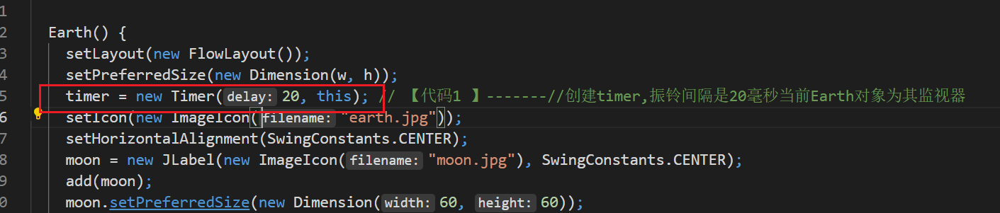 1
2 Earth() {
3 setLayout(new FlowLayout());
4 setPreferredSize(new Dimension(w, h));
5 timer = new Timer(delay: 20, this); // 【代码1 】-------//创建timer,振铃间隔是20毫秒当前Earth对象为其监视器
6 setIcon(new ImageIcon(filename: "earth.jpg"));
7 setHorizontalAlignment(SwingConstants.CENTER);
8 moon = new JLabel(new ImageIcon(filename: "moon.jpg"), SwingConstants.CENTER);
9 add(moon);
0 moon.setPreferredSize(new Dimension(width: 60, height: 60));